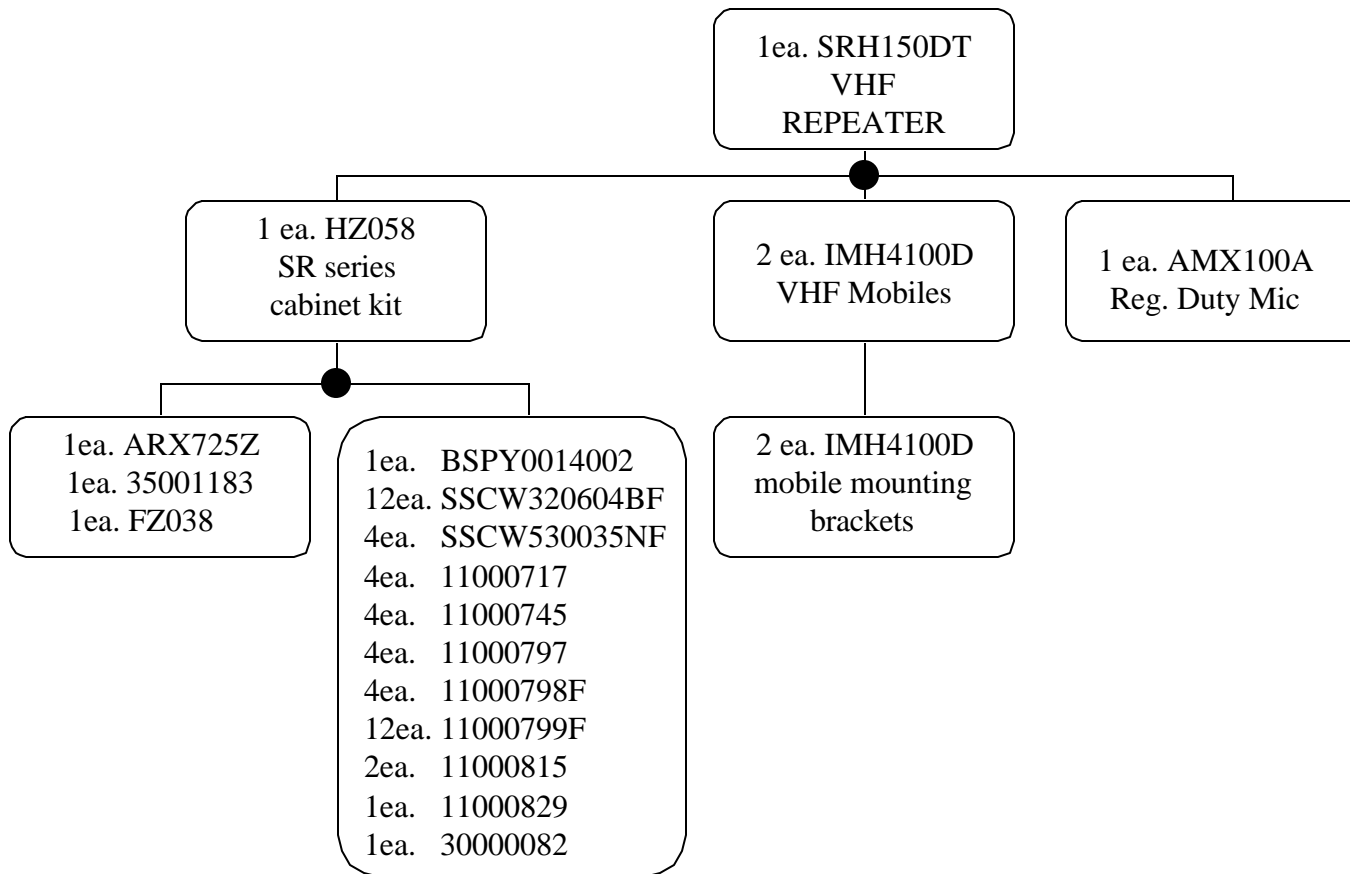 1ea. SRH150DT
VHF
REPEATER
1 ea. HZ058
SR series
cabinet kit
2 ea. IMH4100D
VHF Mobiles
1 ea. AMX100A
Reg. Duty Mic
1ea. ARX725Z
1ea. 35001183
1ea. FZ038
1ea. BSPY0014002
12ea. SSCW320604BF
4ea. SSCW530035NF
4ea. 11000717
4ea. 11000745
4ea. 11000797
4ea. 11000798F
12ea. 11000799F
2ea. 11000815
1ea. 11000829
1ea. 30000082
2 ea. IMH4100D
mobile mounting
brackets